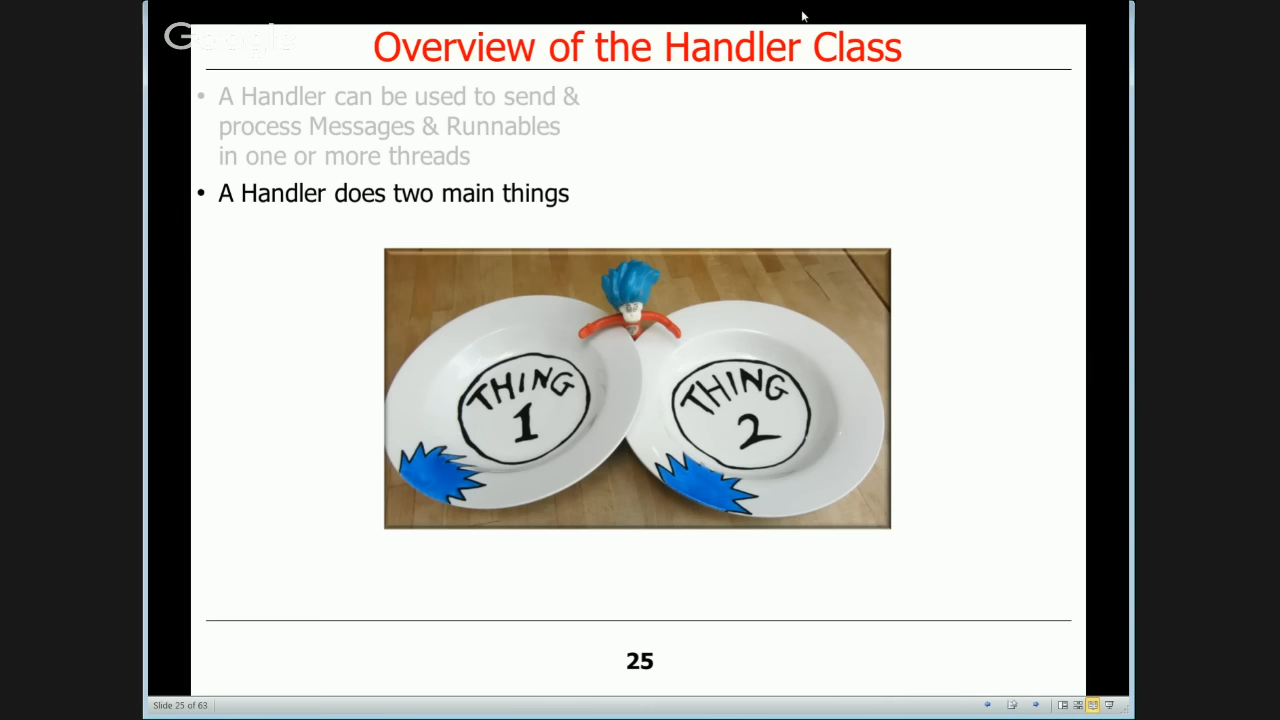 Google
Overview of the Handler Class
• A Handler can be used to send &
process Messages & Runnables
in one or more threads
• A Handler does two main things
THING
1
THING
2
25
Slide 25 of 63